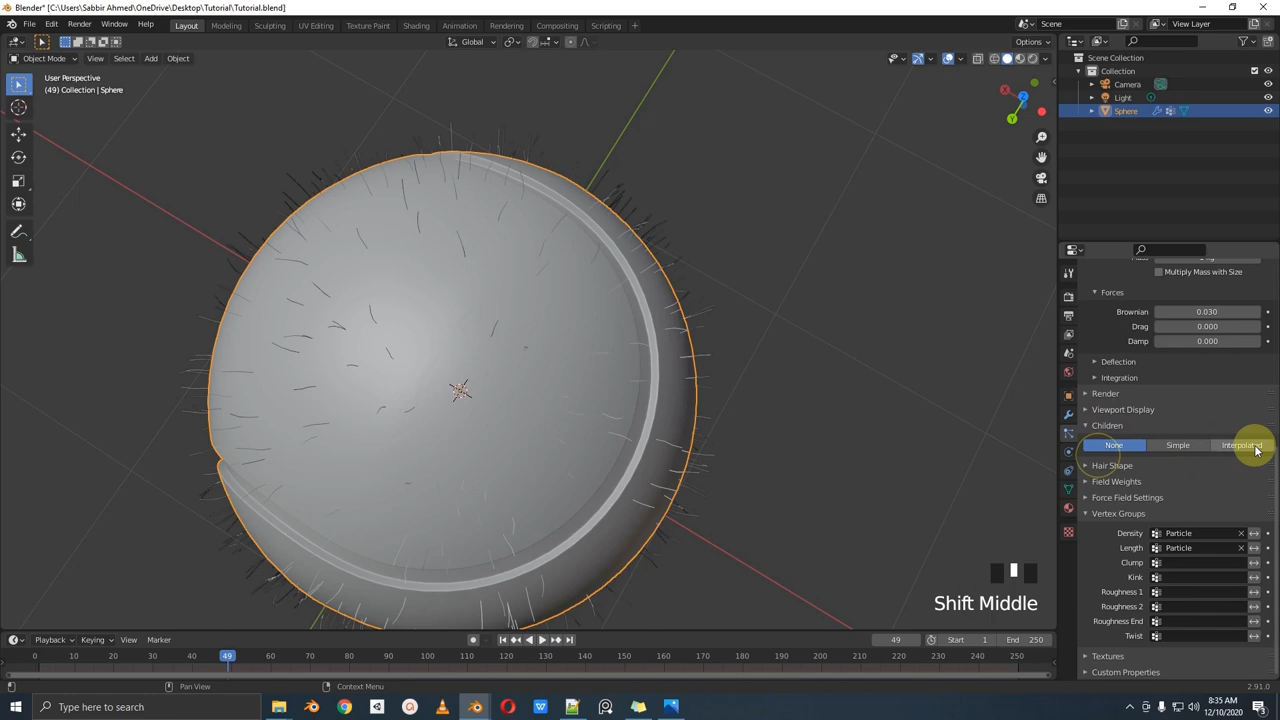 Blender* [C:\Users\Sabbir Ahmed\OneDrive\Desktop\Tutorial\Tutorial.blend]
File Edit Render Window Help Layout Modeling Sculpting UV Editing Texture Paint Shading Animation Rendering Compositing Scripting + Scene View Layer
Global Options
Object Mode View Select Add Object
User Perspective
(49) Collection | Sphere
Scene Collection
Collection
Camera
Light
Sphere
Multiply Mass with Size
Forces
Brownian 0.030
Drag 0.000
Damp 0.000
Deflection
Integration
Render
Viewport Display
Children
None Simple Interpolated
Hair Shape
Field Weights
Force Field Settings
Vertex Groups
Density Particle
Length Particle
Clump
Kink
Roughness 1
Roughness 2
Roughness End
Twist
Textures
Custom Properties
Shift Middle
Playback Keying View Marker 49 Start 1 End 250
0 10 20 30 40 49 60 70 80 90 100 110 120 130 140 150 160 170 180 190 200 210 220 230 240 250
Pan View Context Menu 2.91.0
Type here to search
8:35 AM
12/10/2020